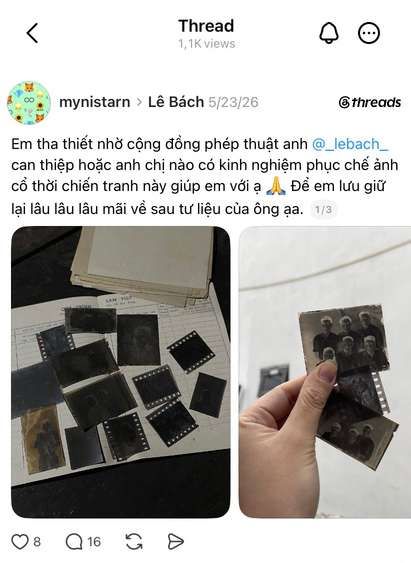 Thread
1,1K views
mynistarn > Lê Bách 5/23/26
threads
Em tha thiết nhờ cộng đồng phép thuật anh @_lebach_
can thiệp hoặc anh chị nào có kinh nghiệm phục chế ảnh
cổ thời chiến tranh này giúp em với ạ 🙏 Để em lưu giữ
lại lâu lâu lâu mãi về sau tư liệu của ông ạa. 1/3
8
16